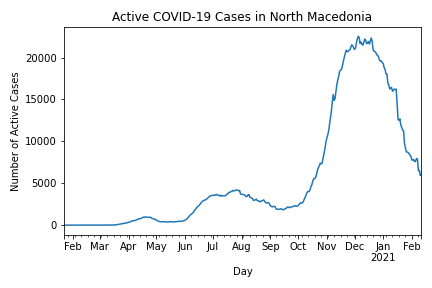 Active COVID-19 Cases in North Macedonia
Number of Active Cases
20000
15000
10000
5000
0
Feb Mar Apr May Jun Jul Aug Sep Oct Nov Dec Jan Feb
2021
Day